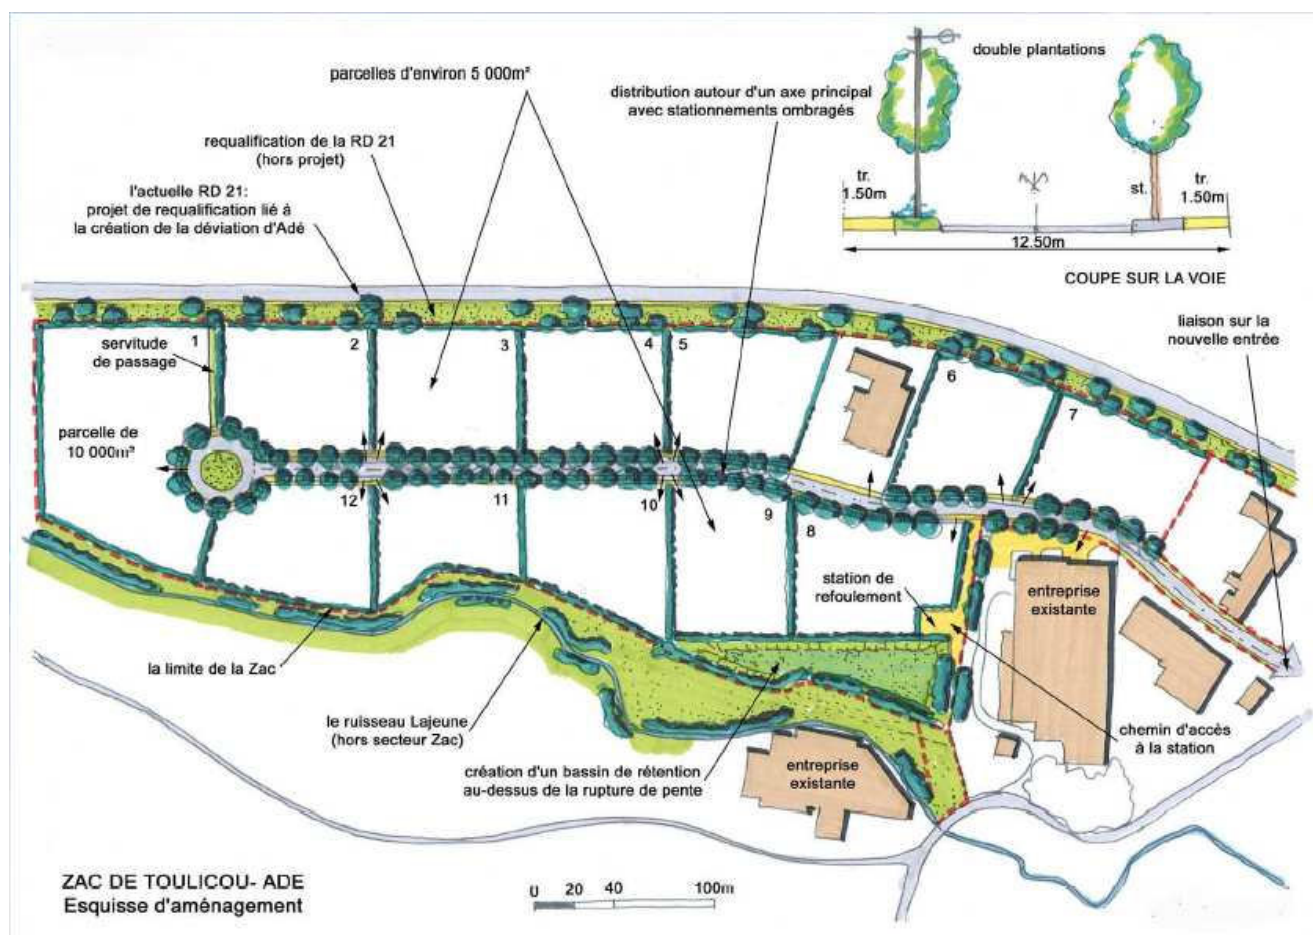 double plantations
parcelles d'environ 5 000m²
distribution autour d'un axe principal
avec stationnements ombragés
requalification de la RD 21
(hors projet)
l'actuelle RD 21:
projet de requalification lié à
la création de la déviation d'Adé
tr.
1.50m
st.
tr.
1.50m
12.50m
COUPE SUR LA VOIE
liaison sur la
nouvelle entrée
1
2
3
4
5
6
7
servitude
de passage
parcelle de
10 000m²
12
11
10
9
8
station de
refoulement
entreprise
existante
la limite de la Zac
le ruisseau Lajeune
(hors secteur Zac)
création d'un bassin de rétention
au-dessus de la rupture de pente
entreprise
existante
chemin d'accès
à la station
ZAC DE TOULICOU- ADE
Esquisse d'aménagement
0 20 40 100m